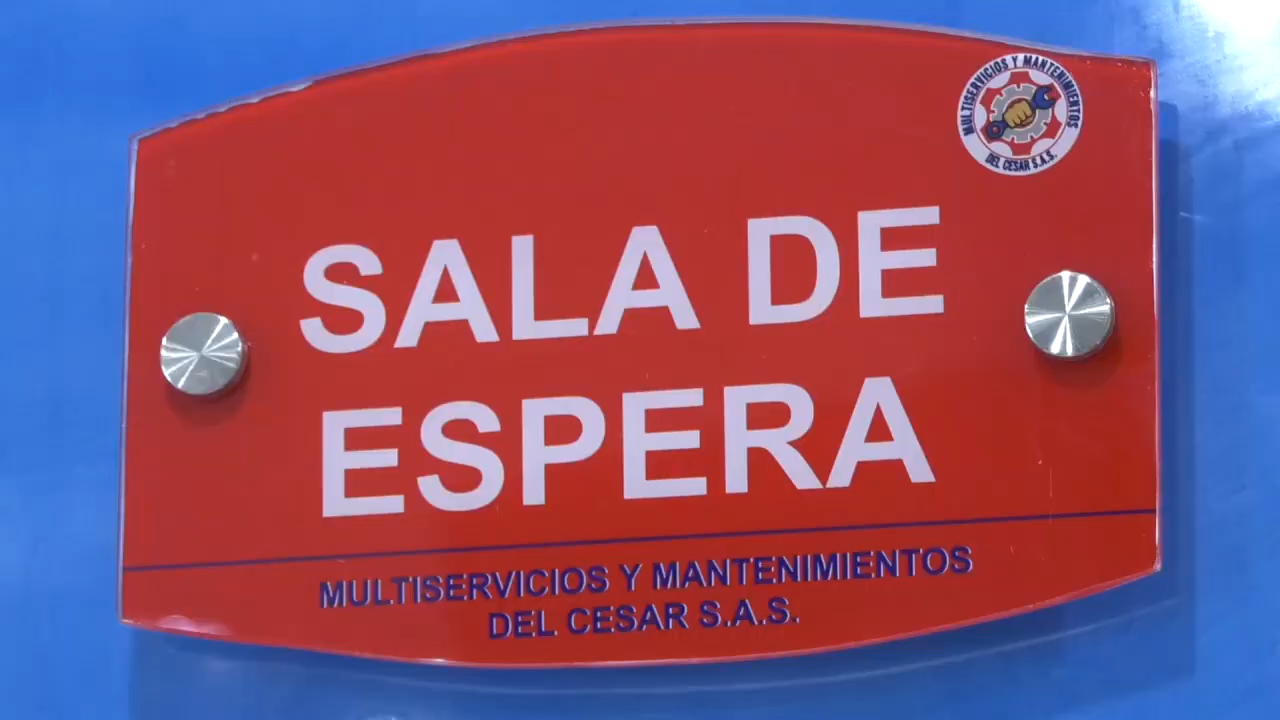 MULTISERVICIOS Y MANTENIMIENTOS
DEL CESAR S.A.S.
SALA DE
ESPERA
MULTISERVICIOS Y MANTENIMIENTOS
DEL CESAR S.A.S.